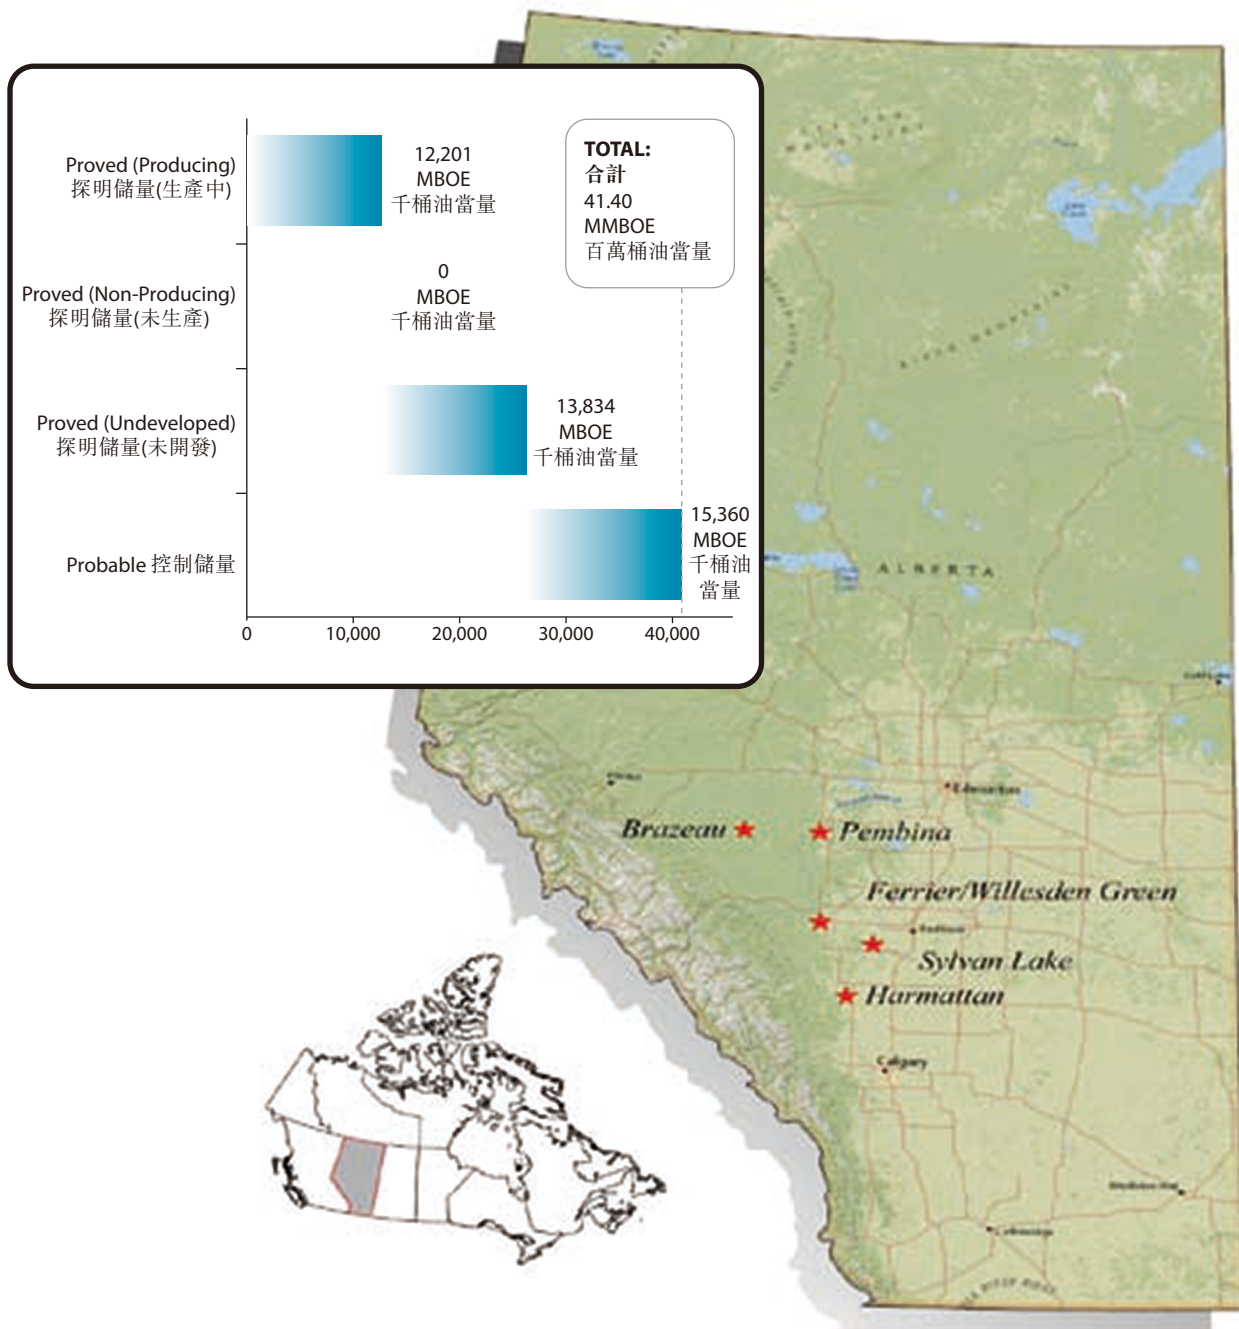 Proved (Producing)
探明儲量(生產中)
12,201
MBOE
千桶油當量
TOTAL:
合計
41.40
MMBOE
百萬桶油當量
Proved (Non-Producing)
探明儲量(未生產)
0
MBOE
千桶油當量
Proved (Undeveloped)
探明儲量(未開發)
13,834
MBOE
千桶油當量
Probable 控制儲量
15,360
MBOE
千桶油
當量
0
10,000
20,000
30,000
40,000
ALBERTA
Edmonton
Brazeau
Pembina
Ferrier/Willesden Green
Sylvan Lake
Harmattan
Calgary